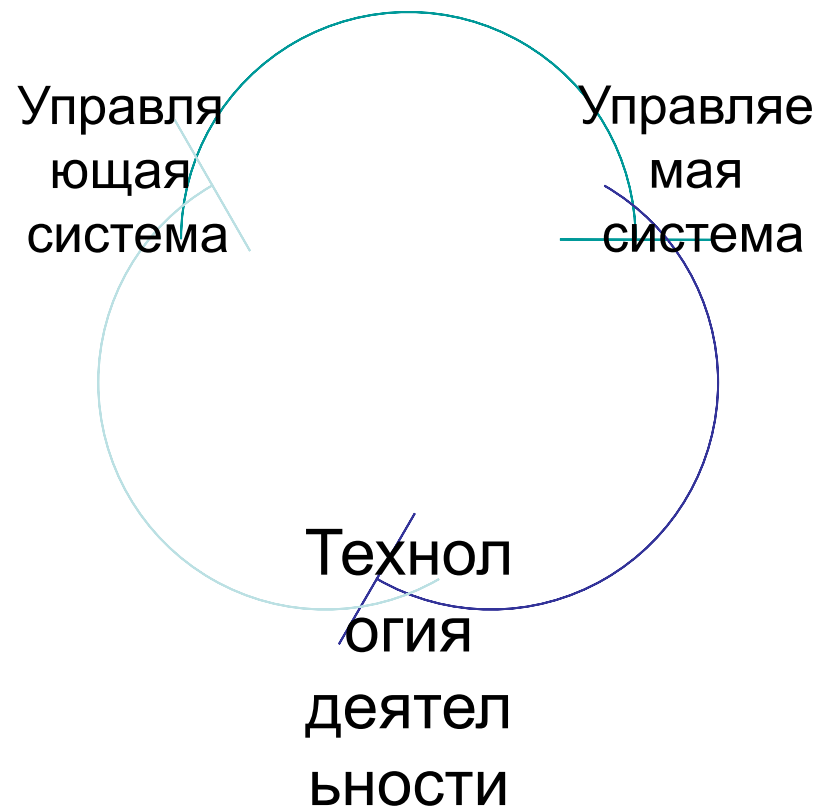 Управля
ющая
система
Управляе
мая
система
Технол
огия
деятел
ьности